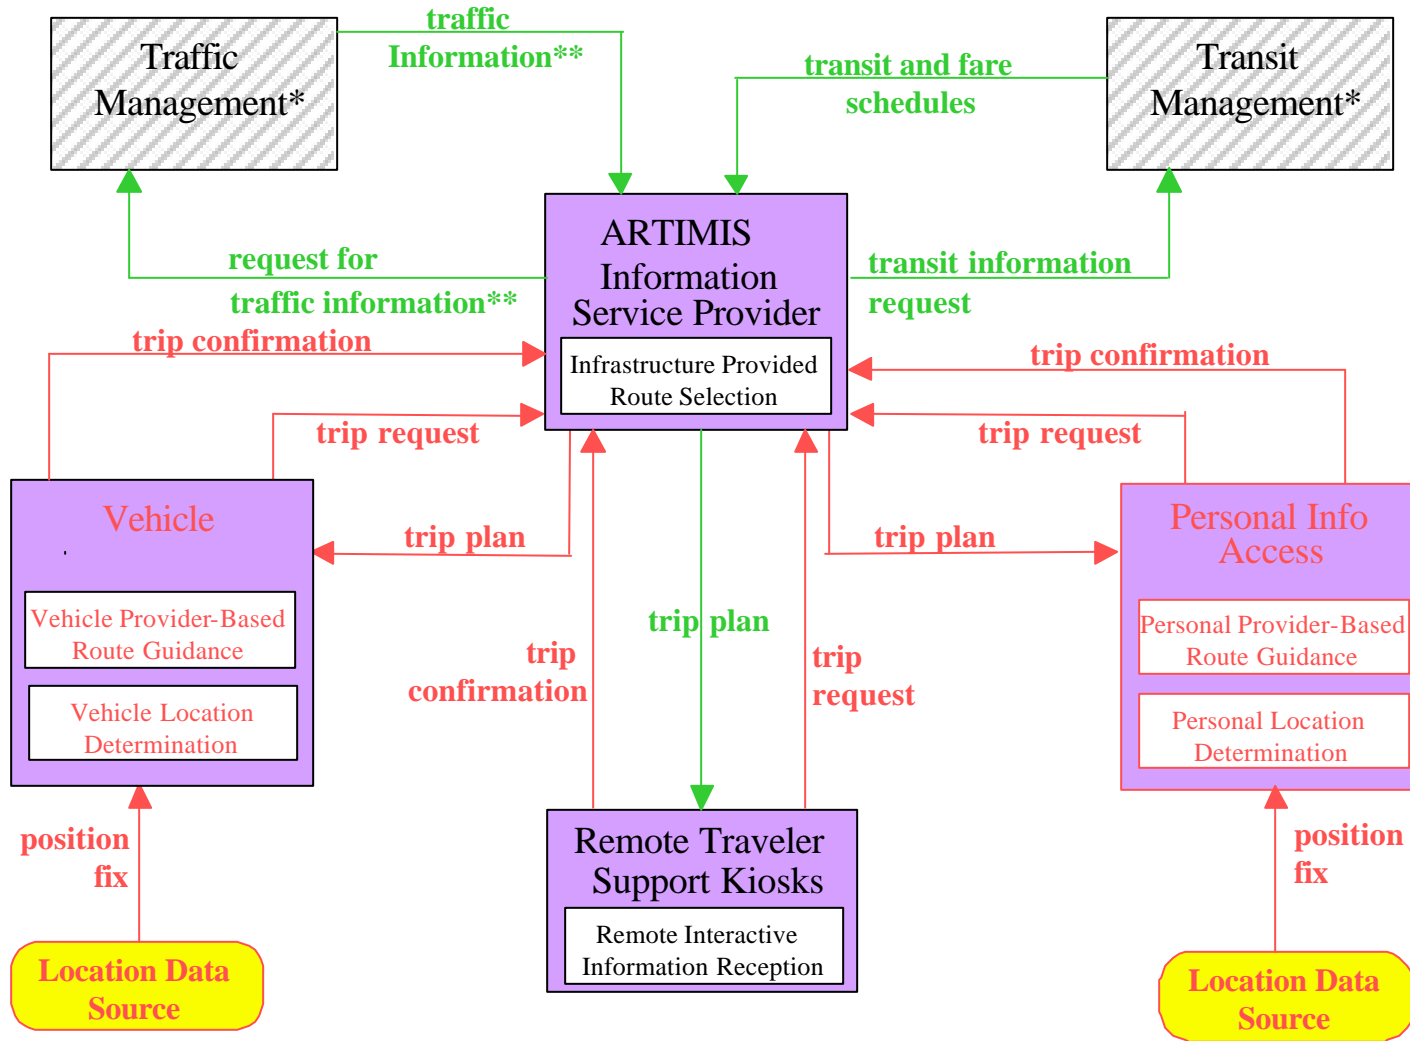 Traffic
Management*
traffic
Information**
transit and fare
schedules
Transit
Management*
ARTIMIS
Information
Service Provider
Infrastructure Provided
Route Selection
request for
traffic information**
transit information
request
trip confirmation
trip confirmation
trip request
trip request
Vehicle
Vehicle Provider-Based
Route Guidance
Vehicle Location
Determination
trip plan
trip plan
trip plan
Personal Info
Access
Personal Provider-Based
Route Guidance
Personal Location
Determination
trip
confirmation
trip
request
position
fix
Remote Traveler
Support Kiosks
Remote Interactive
Information Reception
position
fix
Location Data
Source
Location Data
Source